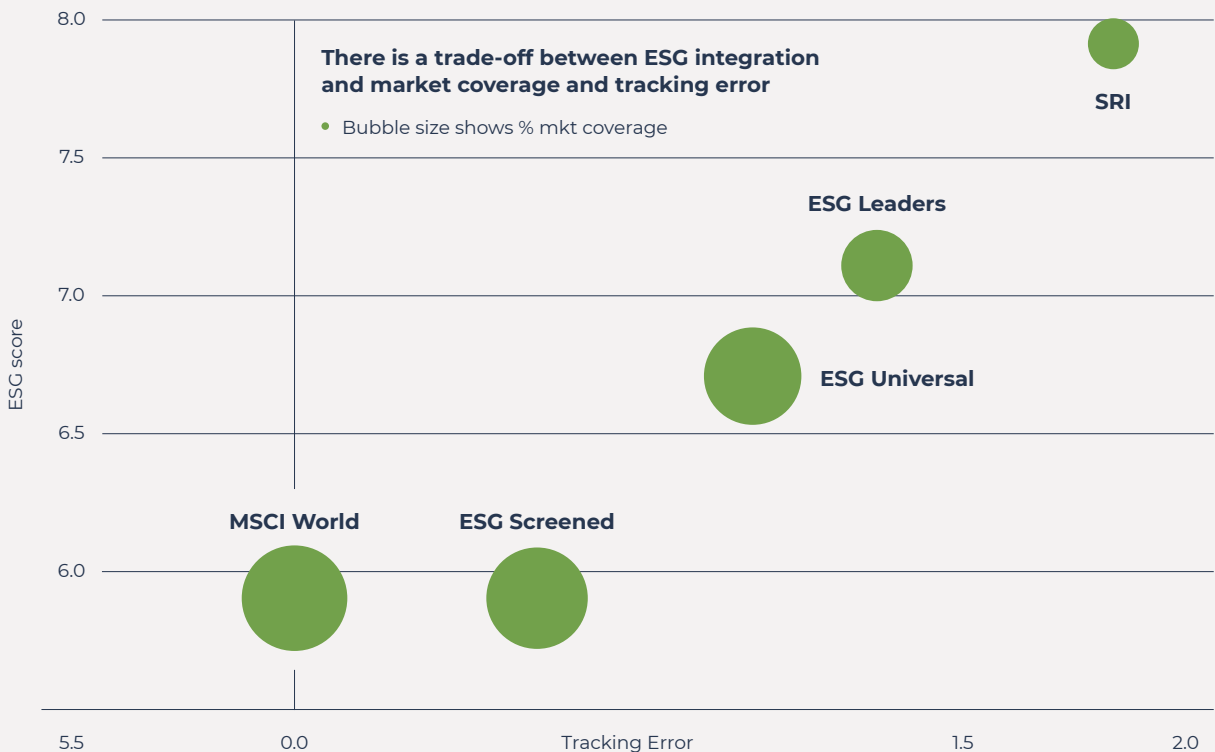 8.0
There is a trade-off between ESG integration
and market coverage and tracking error
• Bubble size shows % mkt coverage
SRI
7.5
ESG Leaders
7.0
ESG score
ESG Universal
6.5
MSCI World
ESG Screened
6.0
5.5
0.0
Tracking Error
1.5
2.0